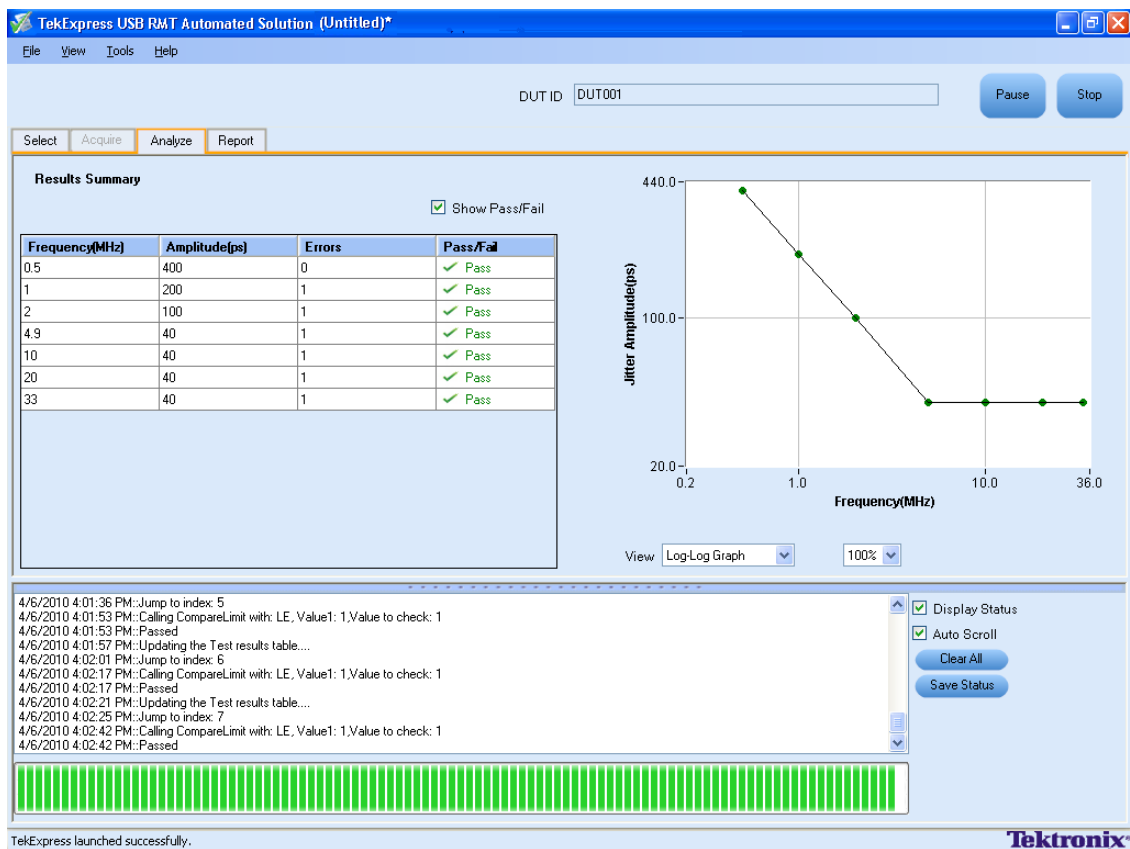 TekExpress USB RMT Automated Solution (Untitled)*
File View Tools Help
DUT ID DUT001 Pause Stop
Select Acquire Analyze Report
Results Summary
Show Pass/Fail
Frequency(MHz) Amplitude(ps) Errors Pass/Fail
0.5 400 0 Pass
1 200 1 Pass
2 100 1 Pass
4.9 40 1 Pass
10 40 1 Pass
20 40 1 Pass
33 40 1 Pass
440.0
100.0
20.0
Jitter Amplitude(ps)
0.2 1.0 10.0 36.0
Frequency(MHz)
View Log-Log Graph 100%
4/6/2010 4:01:36 PM::Jump to index: 5
4/6/2010 4:01:53 PM::Calling CompareLimit with: LE, Value1: 1,Value to check: 1
4/6/2010 4:01:53 PM::Passed
4/6/2010 4:01:57 PM::Updating the Test results table....
4/6/2010 4:02:01 PM::Jump to index: 6
4/6/2010 4:02:17 PM::Calling CompareLimit with: LE, Value1: 1,Value to check: 1
4/6/2010 4:02:17 PM::Passed
4/6/2010 4:02:21 PM::Updating the Test results table....
4/6/2010 4:02:25 PM::Jump to index: 7
4/6/2010 4:02:42 PM::Calling CompareLimit with: LE, Value1: 1,Value to check: 1
4/6/2010 4:02:42 PM::Passed
Display Status
Auto Scroll
Clear All
Save Status
TekExpress launched successfully.
Tektronix